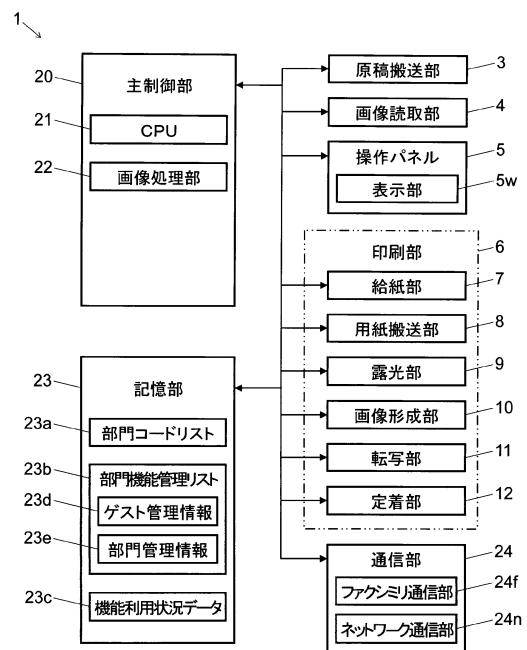 1
20
主制御部
21
CPU
22
画像処理部
23
記憶部
23a
部門コードリスト
23b
部門機能管理リスト
23d
ゲスト管理情報
23e
部門管理情報
23c
機能利用状況データ
原稿搬送部
3
画像読取部
4
操作パネル
5
表示部
5w
印刷部
6
給紙部
7
用紙搬送部
8
露光部
9
画像形成部
10
転写部
11
定着部
12
通信部
24
ファクシミリ通信部
24f
ネットワーク通信部
24n